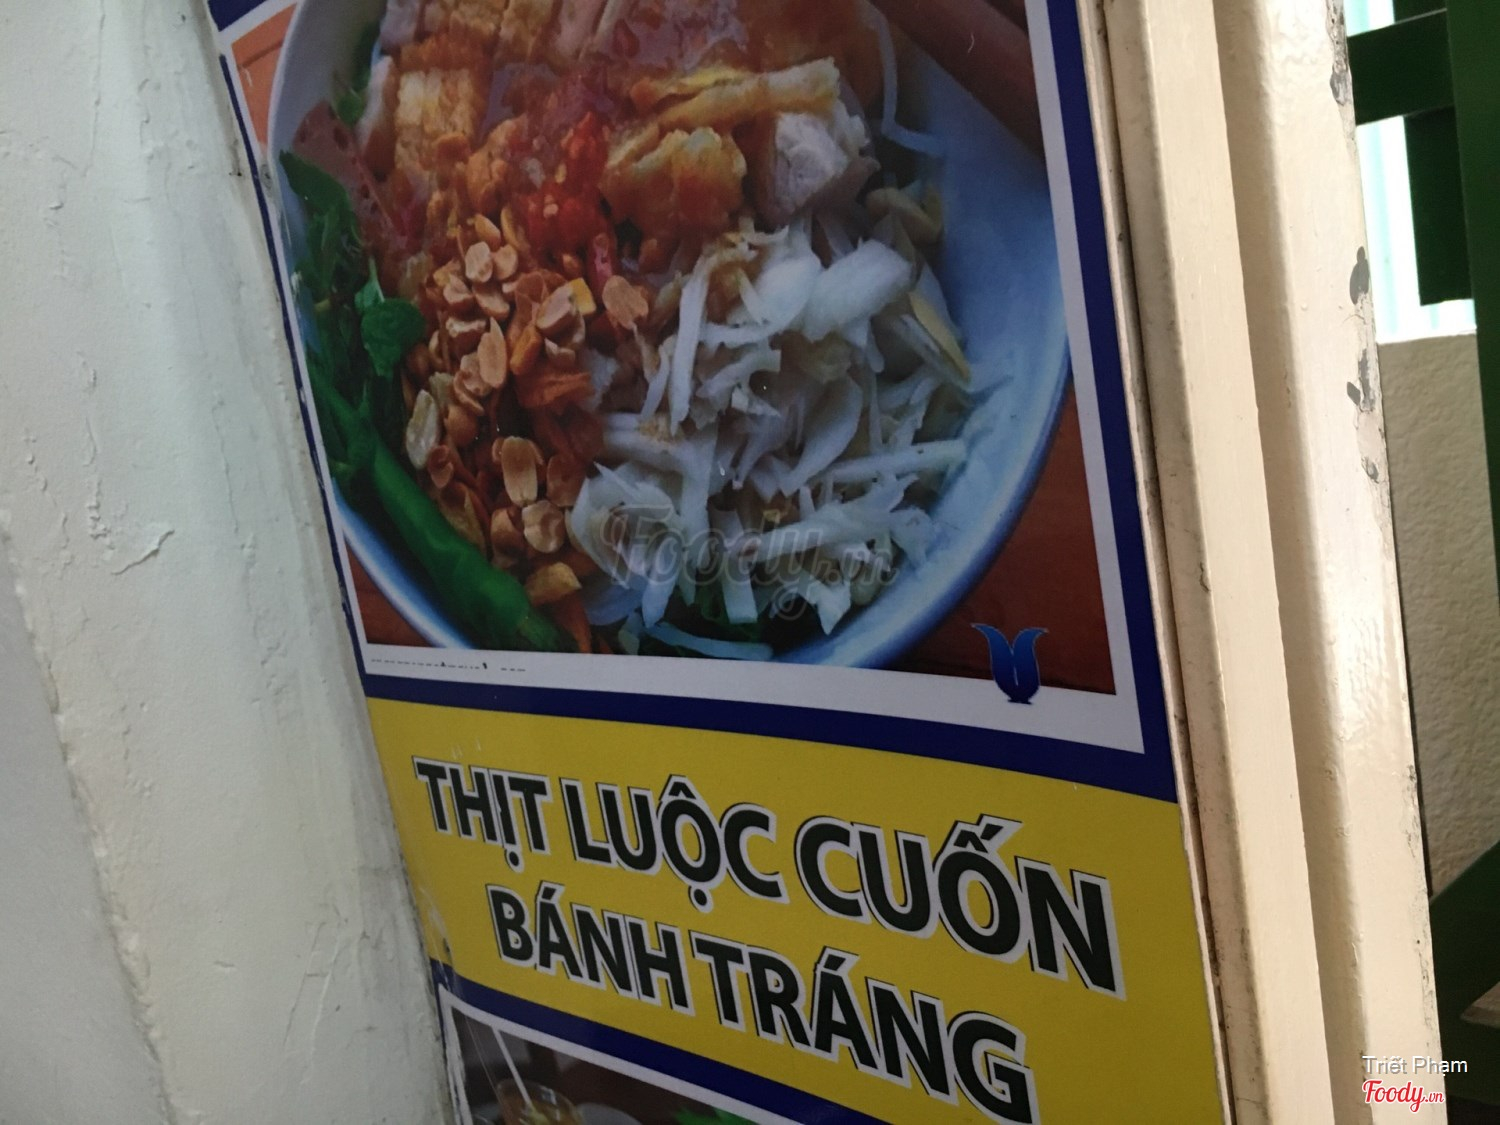 Foody.vn
THỊT LUỘC CUỐN
BÁNH TRÁNG
Triết Phạm
Foody.vn